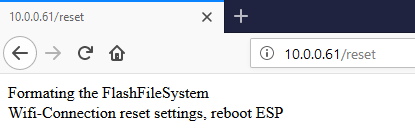 10.0.0.61/reset
10.0.0.61/reset
Formating the FlashFileSystem
Wifi-Connection reset settings, reboot ESP